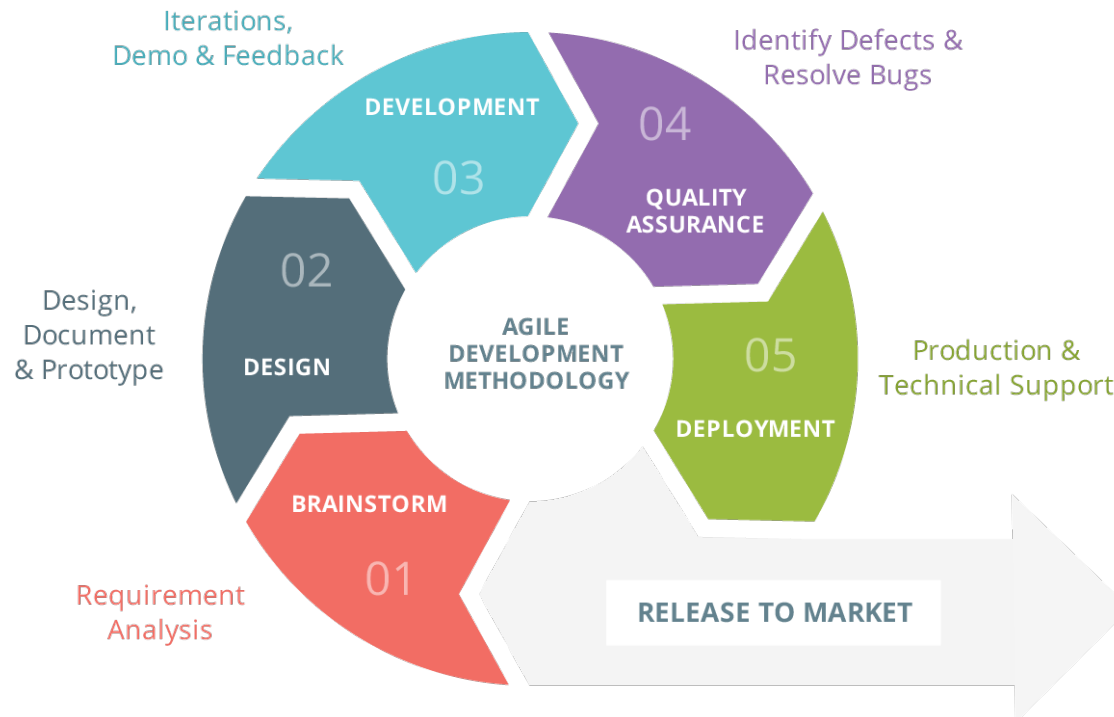 Iterations,
Demo & Feedback
Identify Defects &
Resolve Bugs
DEVELOPMENT
03
04
QUALITY
ASSURANCE
02
DESIGN
Design,
Document
& Prototype
AGILE
DEVELOPMENT
METHODOLOGY
05
DEPLOYMENT
Production &
Technical Support
BRAINSTORM
01
Requirement
Analysis
RELEASE TO MARKET